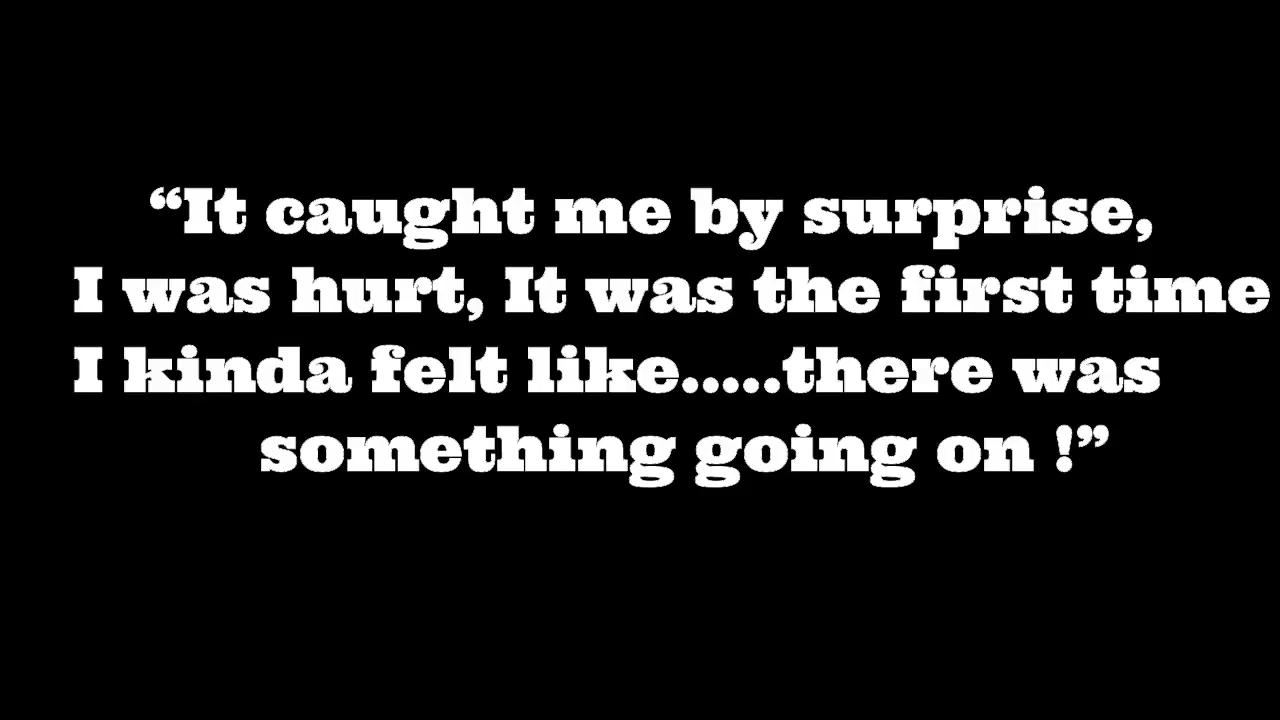 “It caught me by surprise,
I was hurt, It was the first time
I kinda felt like.....there was
something going on !”